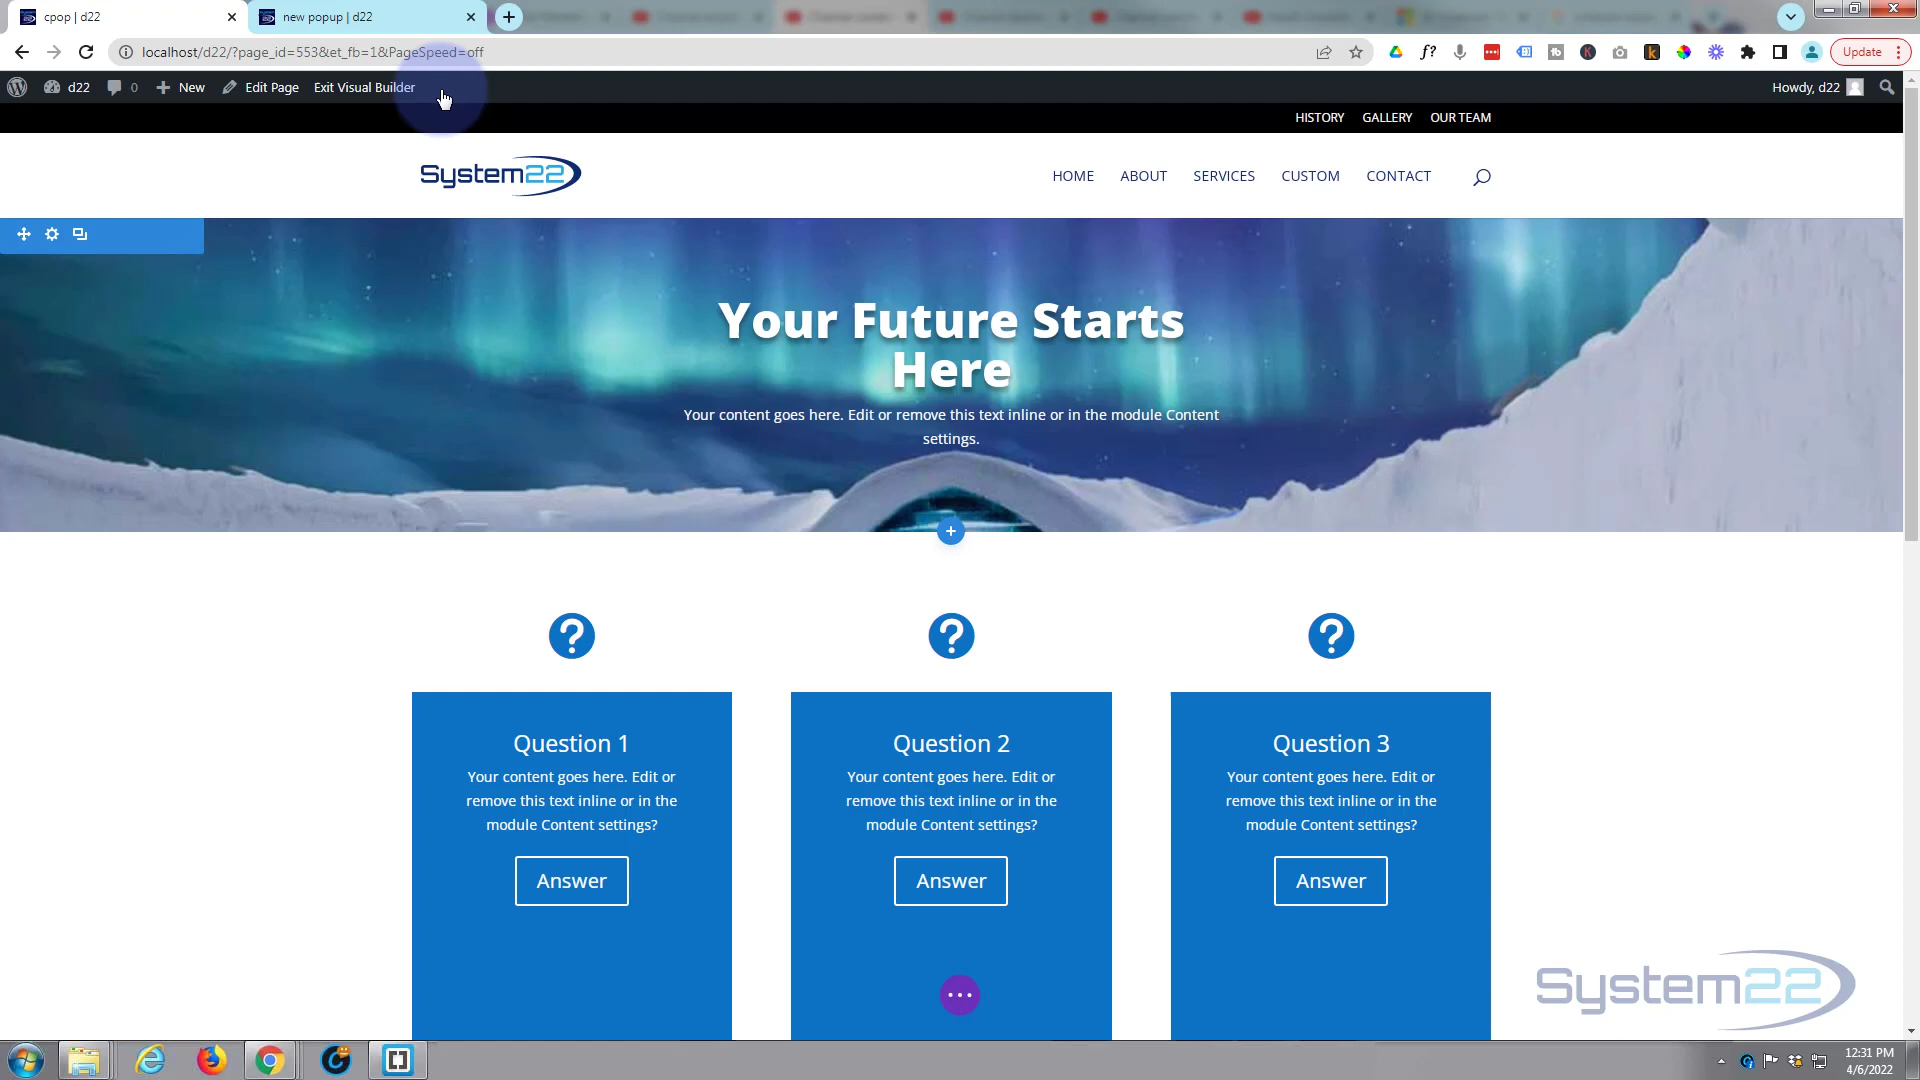 cpop | d22
new popup | d22
localhost/d22/?page_id=553&et_fb=1&PageSpeed=off
Update
d22
0
New
Edit Page
Exit Visual Builder
Howdy, d22
HISTORY
GALLERY
OUR TEAM
System22
HOME
ABOUT
SERVICES
CUSTOM
CONTACT
Your Future Starts
Here
Your content goes here. Edit or remove this text inline or in the module Content
settings.
Question 1
Your content goes here. Edit or
remove this text inline or in the
module Content settings?
Answer
Question 2
Your content goes here. Edit or
remove this text inline or in the
module Content settings?
Answer
Question 3
Your content goes here. Edit or
remove this text inline or in the
module Content settings?
Answer
System22
12:31 PM
4/6/2022